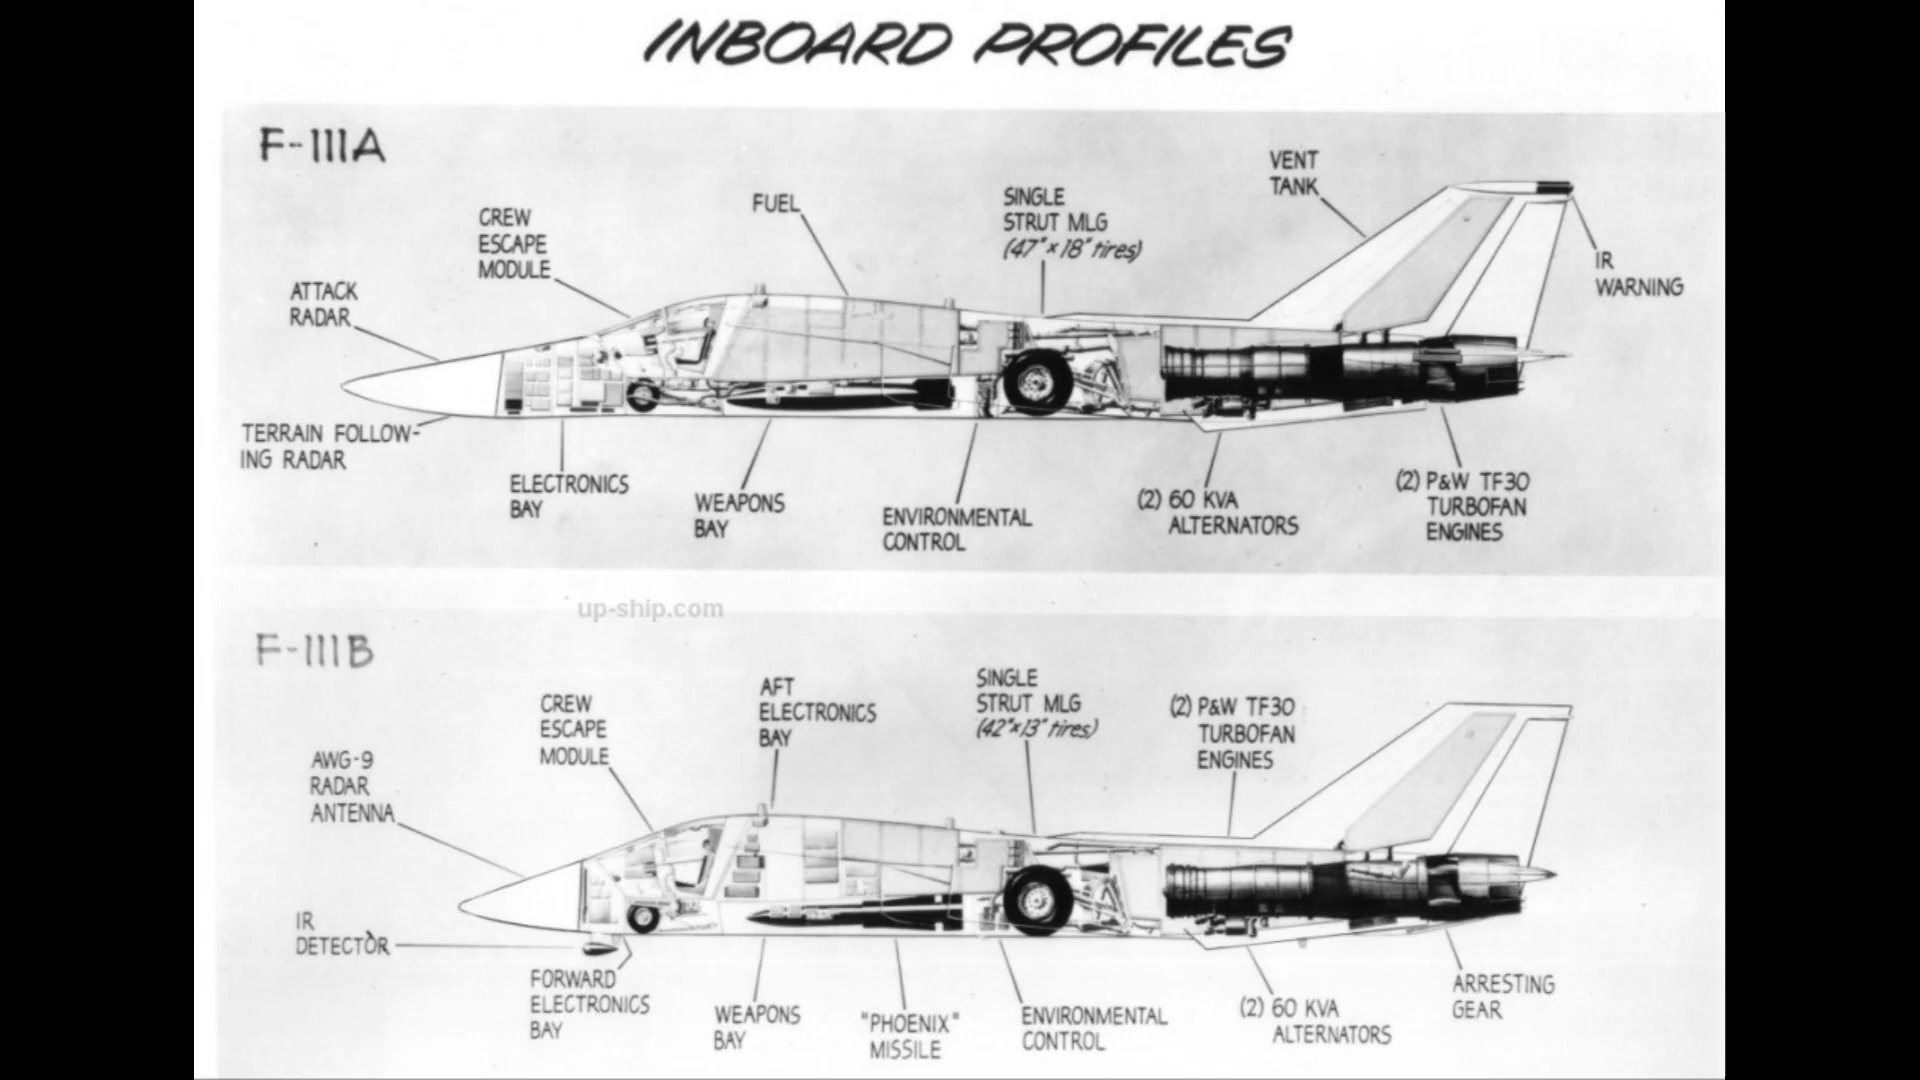 INBOARD PROFILES
F-111A
VENT
TANK
SINGLE
STRUT MLG
(47"x18" tires)
FUEL
CREW
ESCAPE
MODULE
IR
WARNING
ATTACK
RADAR
TERRAIN FOLLOW-
ING RADAR
ELECTRONICS
BAY
WEAPONS
BAY
ENVIRONMENTAL
CONTROL
(2) 60 KVA
ALTERNATORS
(2) P&W TF30
TURBOFAN
ENGINES
up-ship.com
F-111B
CREW
ESCAPE
MODULE
AFT
ELECTRONICS
BAY
SINGLE
STRUT MLG
(42"x13" tires)
(2) P&W TF30
TURBOFAN
ENGINES
AWG-9
RADAR
ANTENNA
IR
DETECTOR
FORWARD
ELECTRONICS
BAY
WEAPONS
BAY
"PHOENIX"
MISSILE
ENVIRONMENTAL
CONTROL
(2) 60 KVA
ALTERNATORS
ARRESTING
GEAR